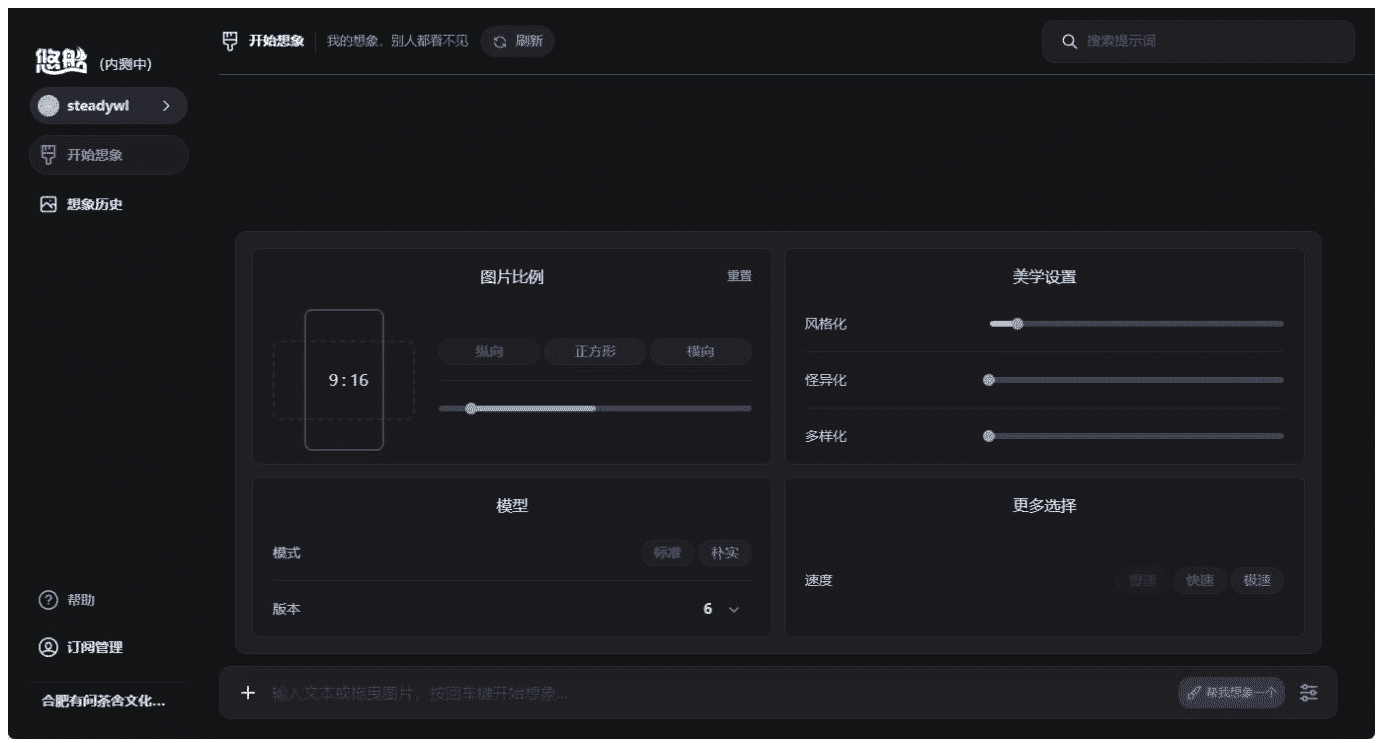 悠船 (内测中)
steadywl
开始想象
想象历史
帮助
订阅管理
合肥有问茶舍文化...
开始想象
我的想象，别人都看不见
刷新
搜索提示词
图片比例
重置
9:16
纵向 正方形 横向
美学设置
风格化
怪异化
多样化
模型
模式
标准 朴实
版本
6
更多选择
速度
慢速 快速 极速
输入文本或拖曳图片，按回车键开始想象...
帮我想象一个